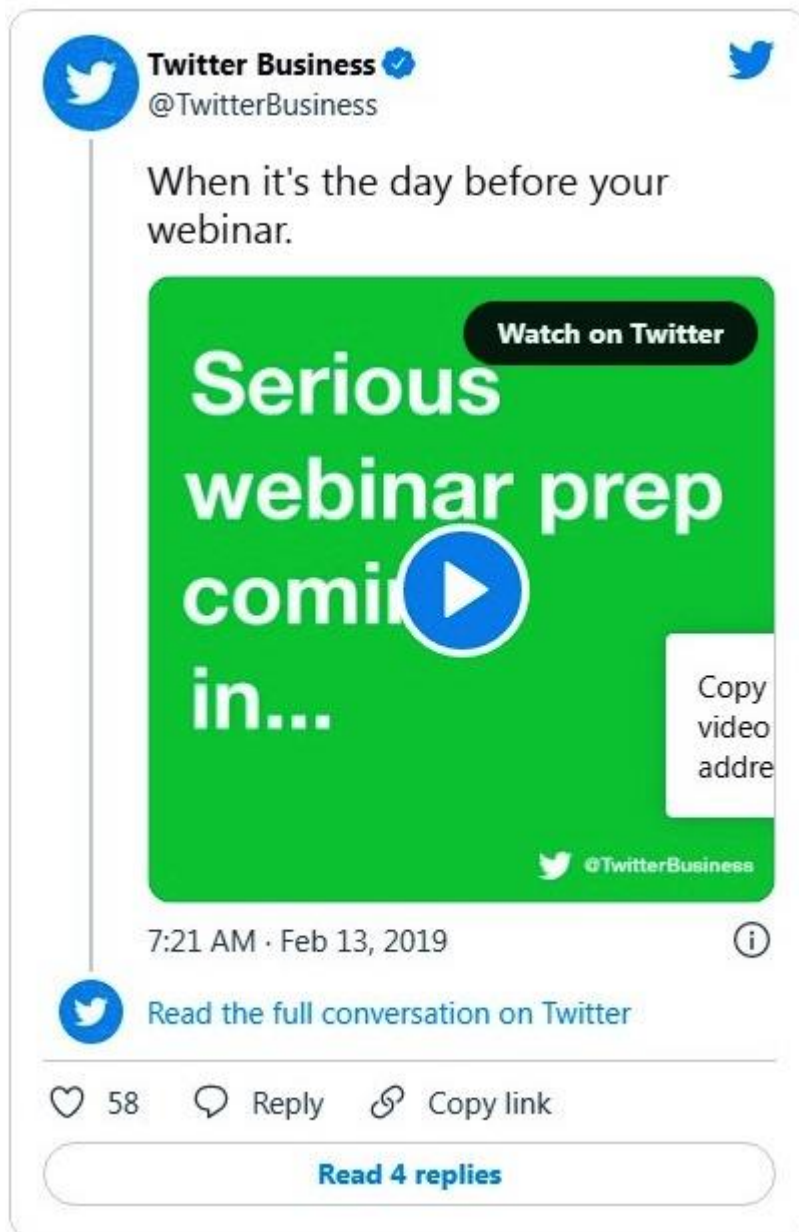 Twitter Business
@TwitterBusiness
When it's the day before your
webinar.
Watch on Twitter
Serious
webinar prep
in...
Copy
video
@TwitterBusiness
7:21 AM · Feb 13, 2019
Read the full conversation on Twitter
58 Reply Copy link
Read 4 replies